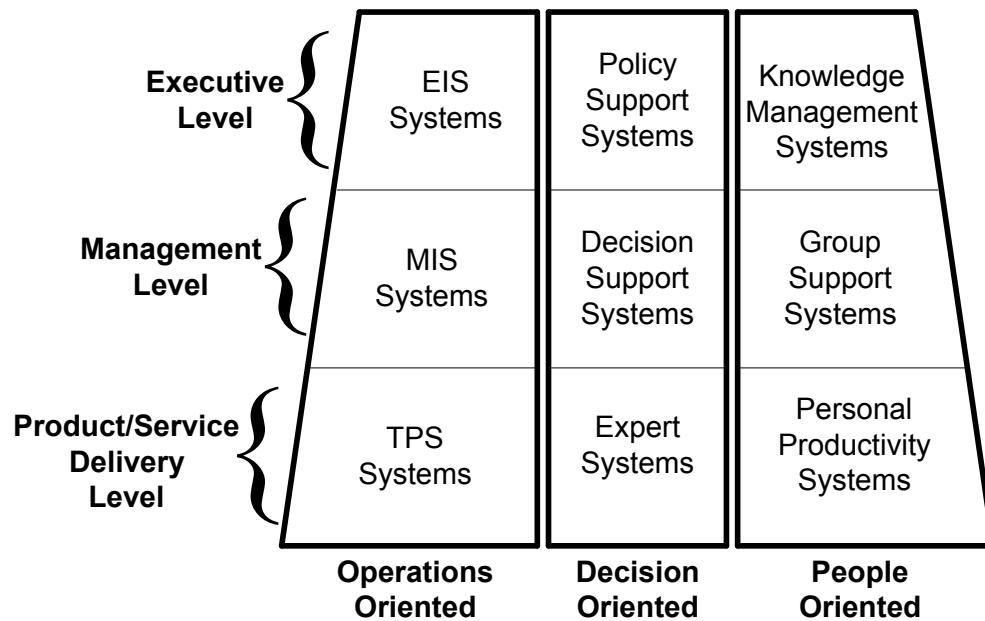 Executive
Level
EIS
Systems
Policy
Support
Systems
Knowledge
Management
Systems
Management
Level
MIS
Systems
Decision
Support
Systems
Group
Support
Systems
Product/Service
Delivery
Level
TPS
Systems
Expert
Systems
Personal
Productivity
Systems
Operations
Oriented
Decision
Oriented
People
Oriented